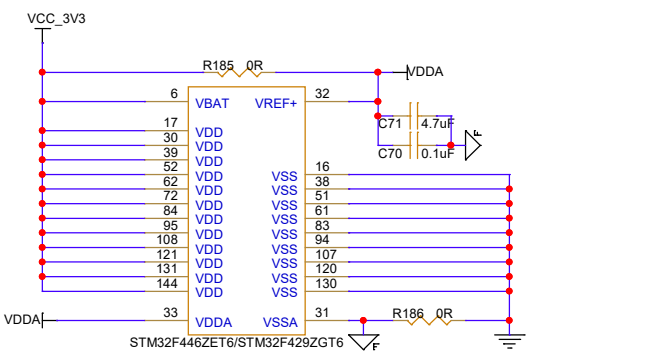 VCC_3V3
R185 0R
VDDA
6 VBAT VREF+ 32
C71 4.7uF
17 VDD
30 VDD
F
39 VDD
C70 0.1uF
52 VDD VSS 16
62 VDD VSS 38
72 VDD VSS 51
84 VDD VSS 61
95 VDD VSS 83
108 VDD VSS 94
121 VDD VSS 107
131 VDD VSS 120
144 VDD VSS 130
VDDA 33 VDDA VSSA 31 R186 0R
STM32F446ZET6/STM32F429ZGT6
F